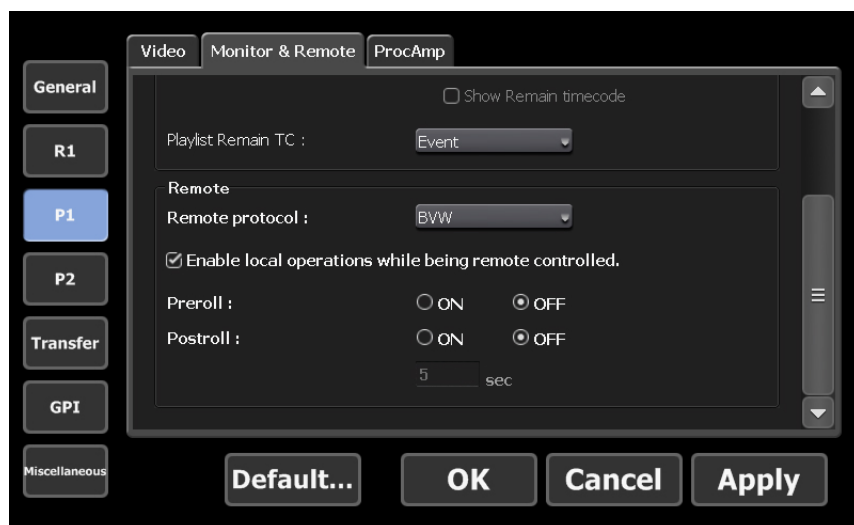 Video Monitor & Remote ProcAmp
General
R1
P1
P2
Transfer
GPI
Miscellaneous
Show Remain timecode
Playlist Remain TC : Event
Remote
Remote protocol : BVW
Enable local operations while being remote controlled.
Preroll : ON OFF
Postroll : ON OFF
5 sec
Default... OK Cancel Apply